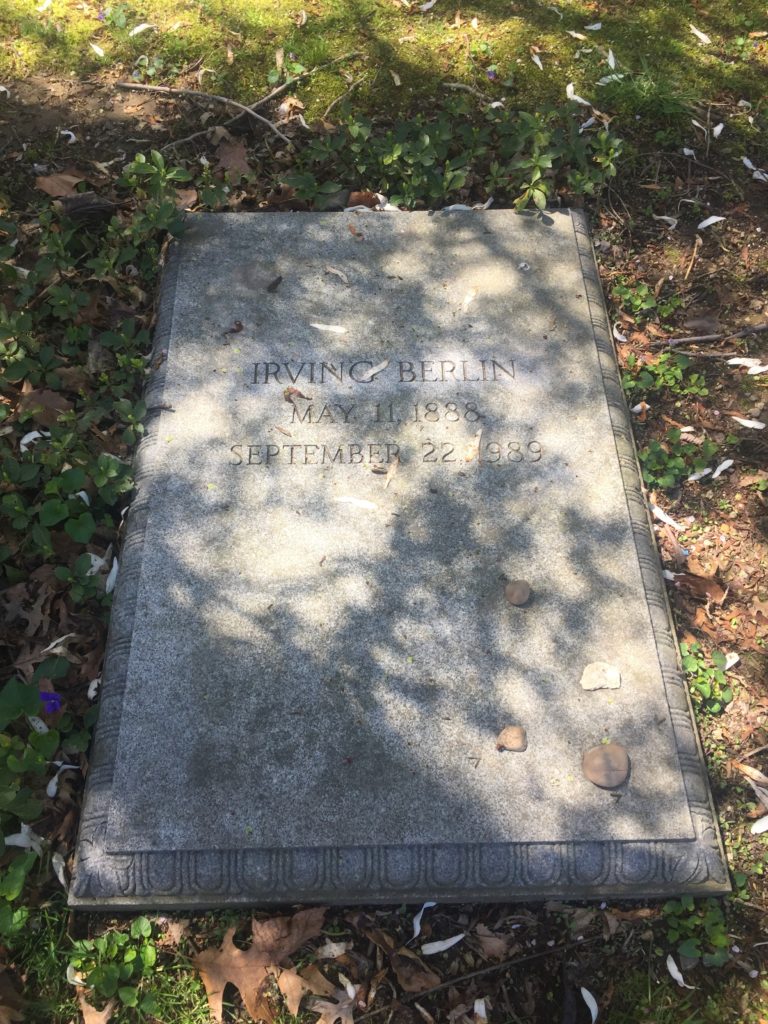 IRVING BERLIN
MAY 11, 1888
SEPTEMBER 22, 1989